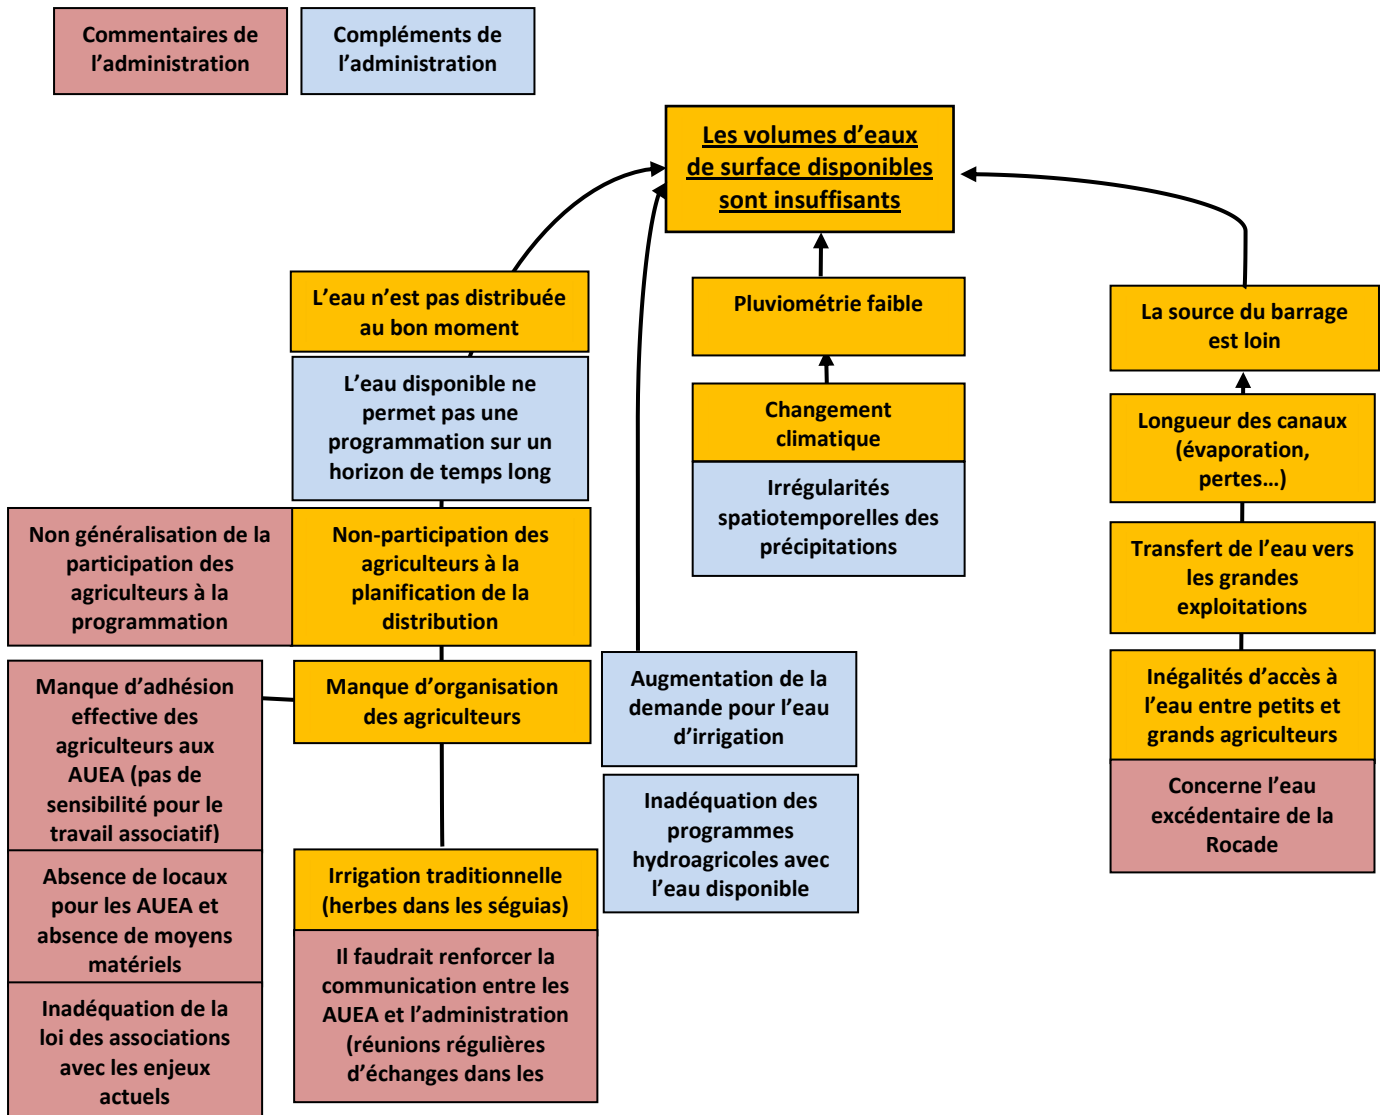 Commentaires de
l'administration
Compléments de
l'administration
Les volumes d'eaux
de surface disponibles
sont insuffisants
L'eau n'est pas distribuée
au bon moment
L'eau disponible ne
permet pas une
programmation sur un
horizon de temps long
Non généralisation de la
participation des
agriculteurs à la
programmation
Non-participation des
agriculteurs à la
planification de la
distribution
Manque d'adhésion
effective des
agriculteurs aux
AUEA (pas de
sensibilité pour le
travail associatif)
Manque d'organisation
des agriculteurs
Absence de locaux
pour les AUEA et
absence de moyens
matériels
Inadéquation de la
loi des associations
avec les enjeux
actuels
Irrigation traditionnelle
(herbes dans les séguias)
Il faudrait renforcer la
communication entre les
AUEA et l'administration
(réunions régulières
d'échanges dans les
Pluviométrie faible
Changement
climatique
Irrégularités
spatiotemporelles des
précipitations
Augmentation de la
demande pour l'eau
d'irrigation
Inadéquation des
programmes
hydroagricoles avec
l'eau disponible
La source du barrage
est loin
Longueur des canaux
(évaporation,
pertes…)
Transfert de l'eau vers
les grandes
exploitations
Inégalités d'accès à
l'eau entre petits et
grands agriculteurs
Concerne l'eau
excédentaire de la
Rocade